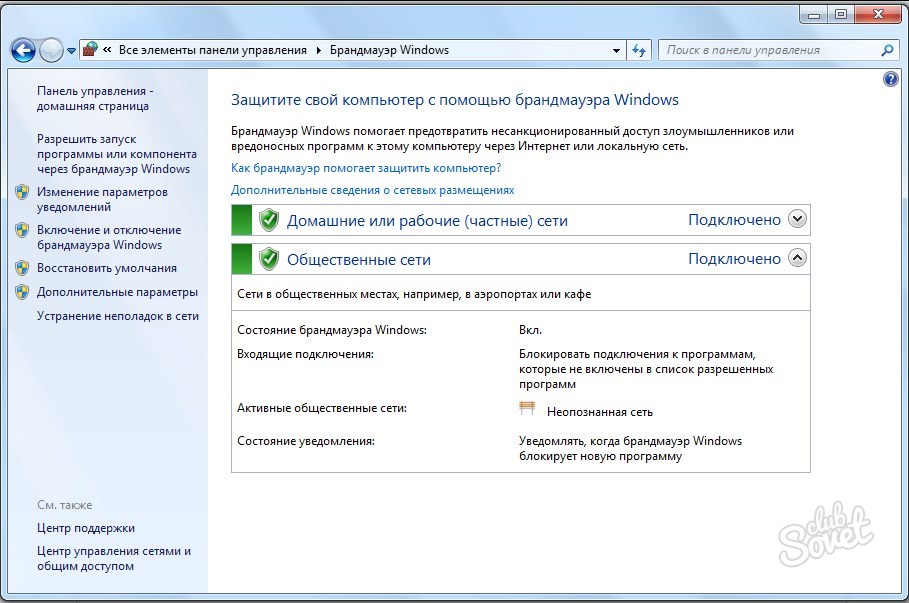 « Все элементы панели управления ▸ Брандмауэр Windows
Поиск в панели управления
Панель управления -
домашняя страница
Разрешить запуск
программы или компонента
через брандмауэр Windows
Изменение параметров
уведомлений
Включение и отключение
брандмауэра Windows
Восстановить умолчания
Дополнительные параметры
Устранение неполадок в сети
См. также
Центр поддержки
Центр управления сетями и
общим доступом
Защитите свой компьютер с помощью брандмауэра Windows
Брандмауэр Windows помогает предотвратить несанкционированный доступ злоумышленников или
вредоносных программ к этому компьютеру через Интернет или локальную сеть.
Как брандмауэр помогает защитить компьютер?
Дополнительные сведения о сетевых размещениях
Домашние или рабочие (частные) сети Подключено
Общественные сети Подключено
Сети в общественных местах, например, в аэропортах или кафе
Состояние брандмауэра Windows: Вкл.
Входящие подключения: Блокировать подключения к программам,
которые не включены в список разрешенных
программ
Активные общественные сети: Неопознанная сеть
Состояние уведомления: Уведомлять, когда брандмауэр Windows
блокирует новую программу
club
Sovet